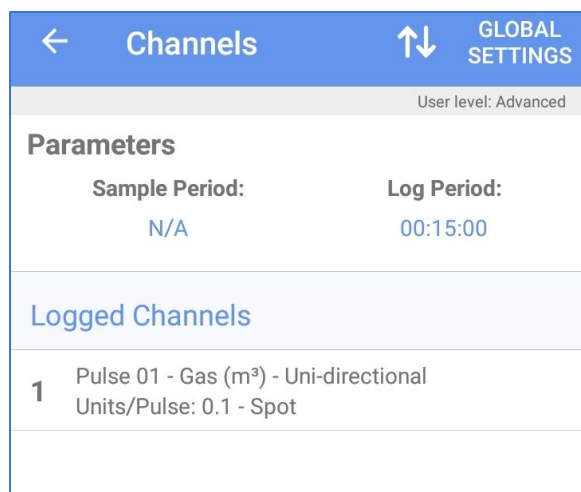 Channels
GLOBAL
SETTINGS
User level: Advanced
Parameters
Sample Period:
Log Period:
N/A
00:15:00
Logged Channels
1
Pulse 01 - Gas (m³) - Uni-directional
Units/Pulse: 0.1 - Spot